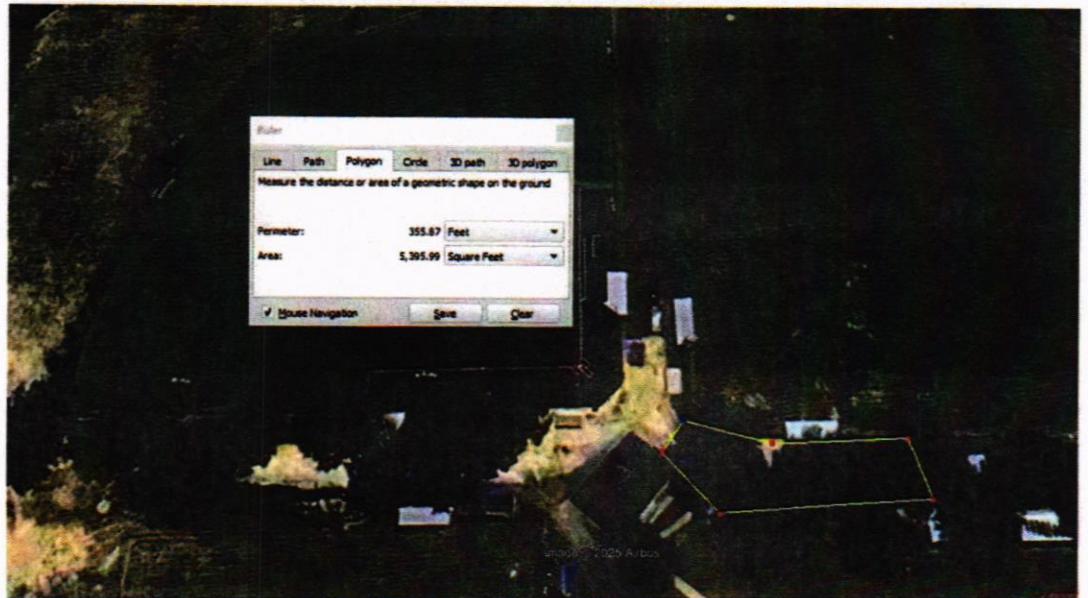 Ruler
Line Path Polygon Circle 3D path 3D polygon
Measure the distance or area of a geometric shape on the ground
Perimeter: 355.87 Feet
Area: 5,395.99 Square Feet
Mouse Navigation Save Clear
Image © 2025 Airbus